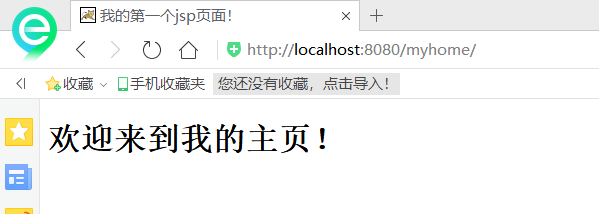 我的第一个jsp页面！
http://localhost:8080/myhome/
收藏 手机收藏夹 您还没有收藏，点击导入！
欢迎来到我的主页！